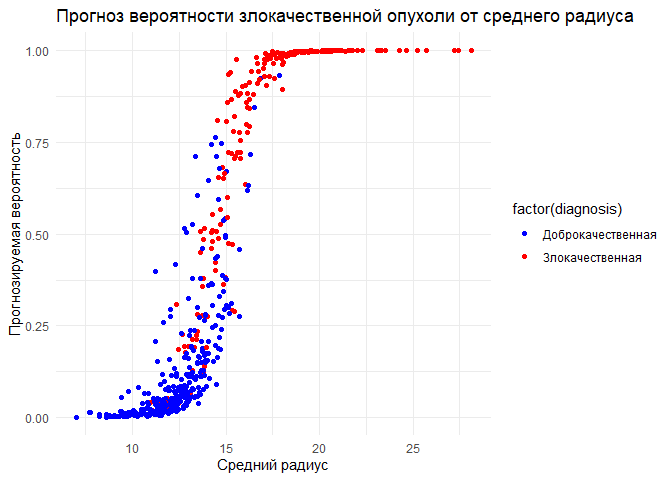 Прогноз вероятности злокачественной опухоли от среднего радиуса
1.00
0.75
0.50
0.25
0.00
Прогнозируемая вероятность
10
15
20
25
Средний радиус
factor(diagnosis)
Доброкачественная
Злокачественная